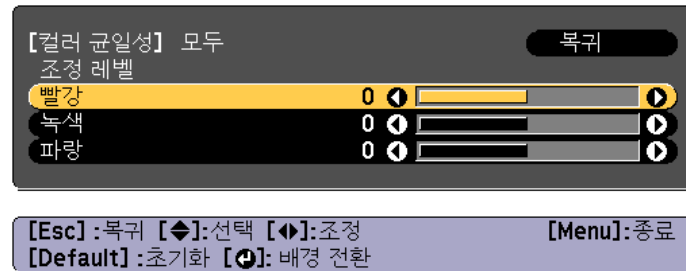 [컬러 균일성] 모두 복귀
조정 레벨
빨강 0
녹색 0
파랑 0
[Esc] :복귀 [◆]:선택 [◆]:조정 [Menu]:종료
[Default] :초기화 [↵]: 배경 전환